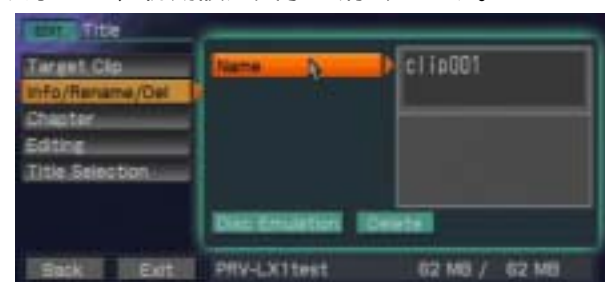 EDIT Title
Target Clip
Name
clip001
Info/Rename/Del
Chapter
Editing
Title Selection
Disc Emulation Delete
Back Exit PRV-LX1test 62 MB / 62 MB